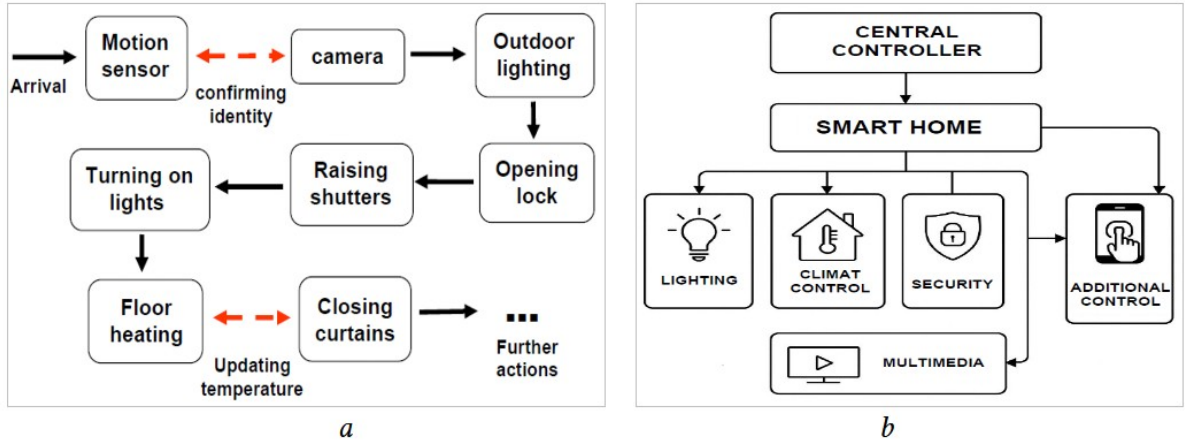 Arrival
Motion
sensor
confirming
identity
camera
Outdoor
lighting
Turning on
lights
Raising
shutters
Opening
lock
Floor
heating
Updating
temperature
Closing
curtains
...
Further
actions
a
CENTRAL
CONTROLLER
SMART HOME
LIGHTING
CLIMAT
CONTROL
SECURITY
ADDITIONAL
CONTROL
MULTIMEDIA
b